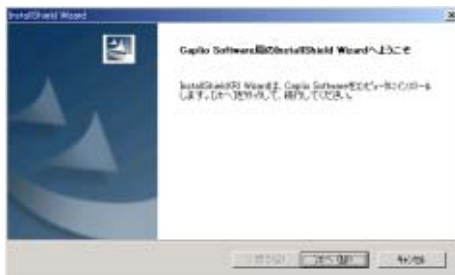 InstallShield Wizard
Caplio Software用のInstallShield Wizardへようこそ
InstallShield(R) Wizardは、Caplio Softwareをコンピュータにインストール
します。「次へ」をクリックして、続行してください。
< 戻る(B)
次へ(N) >
キャンセル